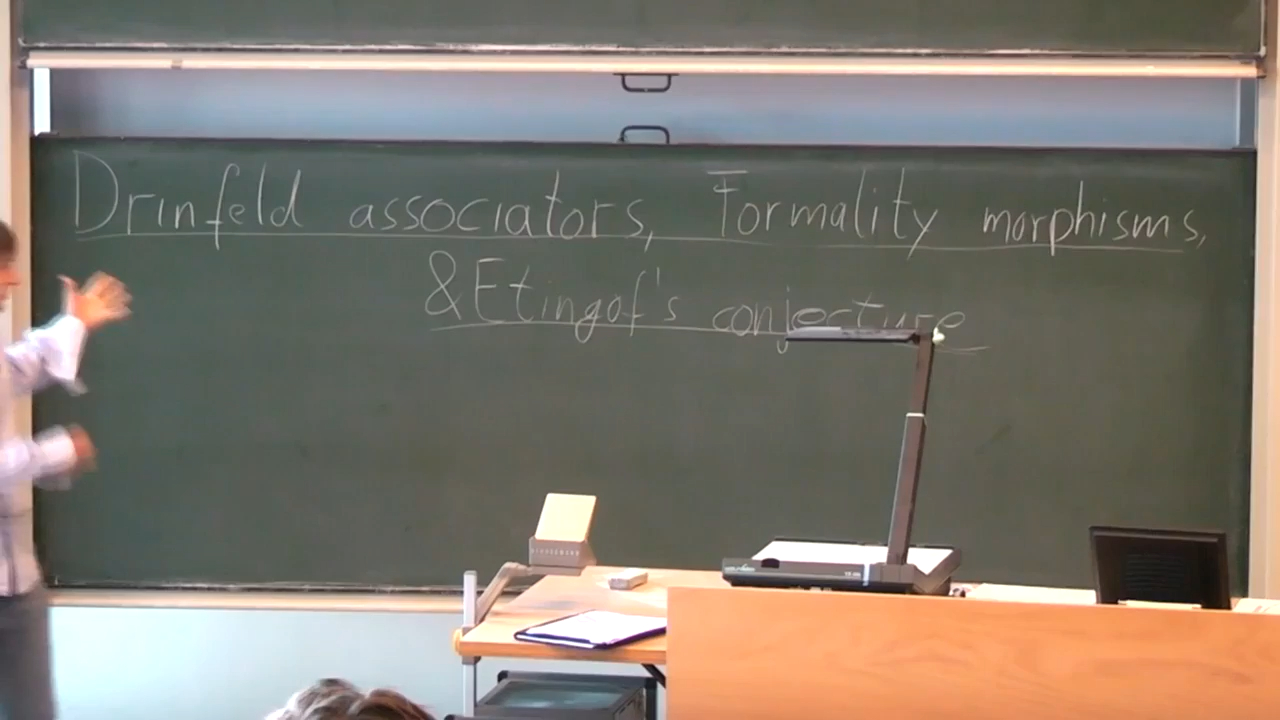 Drinfeld associators, Formality morphisms,
& Etingof's conjecture